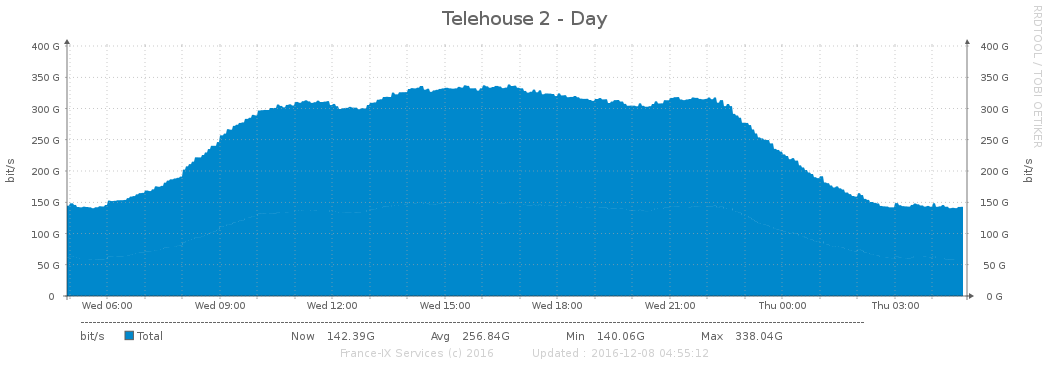 Telehouse 2 - Day
RRDTOOL / TOBI OETIKER
400 G 400 G
350 G 350 G
300 G 300 G
250 G 250 G
200 G 200 G
150 G 150 G
100 G 100 G
50 G 50 G
0 0 G
bit/s bit/s
Wed 06:00 Wed 09:00 Wed 12:00 Wed 15:00 Wed 18:00 Wed 21:00 Thu 00:00 Thu 03:00
bit/s Total Now 142.39G Avg 256.84G Min 140.06G Max 338.04G
France-IX Services (c) 2016 Updated : 2016-12-08 04:55:12